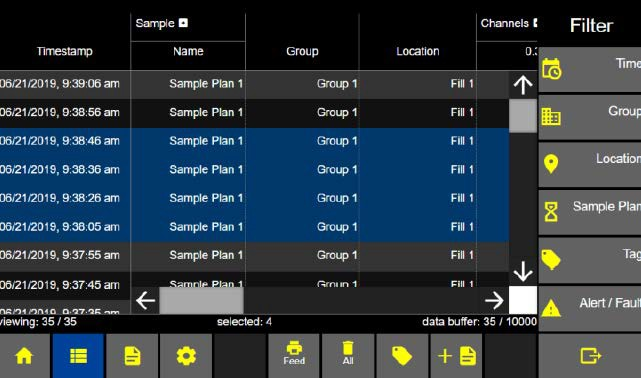 Sample Channels Filter
Timestamp Name Group Location 0.3
06/21/2019, 9:39:06 am Sample Plan 1 Group 1 Fill 1
06/21/2019, 9:38:56 am Sample Plan 1 Group 1 Fill 1
06/21/2019, 9:38:46 am Sample Plan 1 Group 1 Fill 1
06/21/2019, 9:38:36 am Sample Plan 1 Group 1 Fill 1
06/21/2019, 9:38:26 am Sample Plan 1 Group 1 Fill 1
06/21/2019, 9:38:05 am Sample Plan 1 Group 1 Fill 1
06/21/2019, 9:37:55 am Sample Plan 1 Group 1 Fill 1
06/21/2019, 9:37:45 am Sample Plan 1 Group 1 Fill 1
06/21/2019, 9:37:35 am
Time
Group
Location
Sample Plan
Tag
Alert / Fault
viewing: 35 / 35 selected: 4 data buffer: 35 / 10000
Feed All